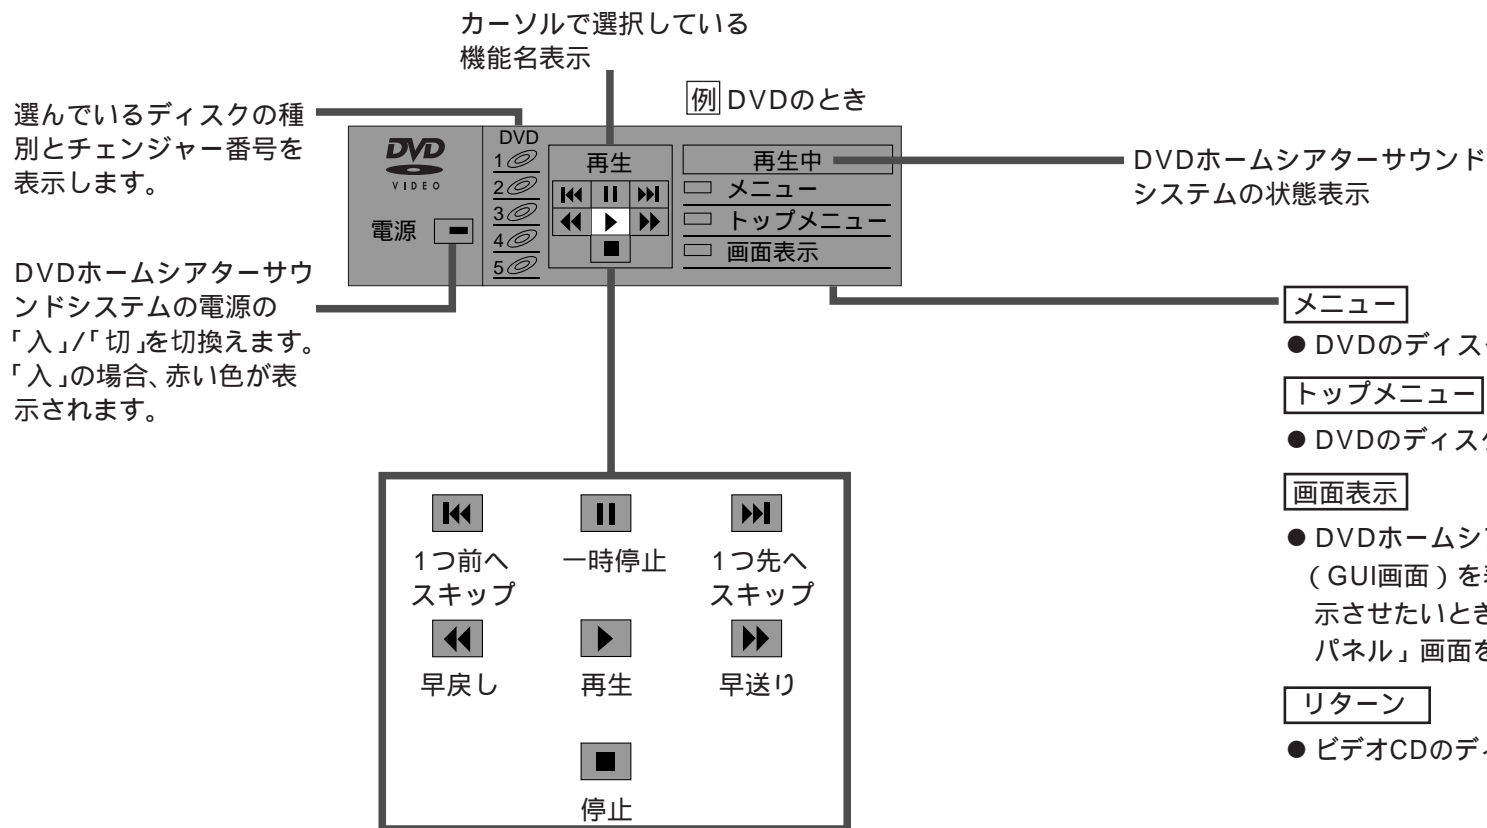 カーソルで選択している
機能名表示
例 DVDのとき
選んでいるディスクの種
別とチェンジャー番号を
表示します。
DVD
VIDEO
電源
DVD
1
2
3
4
5
再生
再生中
メニュー
トップメニュー
画面表示
DVDホームシアターサウンド
システムの状態表示
DVDホームシアターサウ
ンドシステムの電源の
「入」/「切」を切換えます。
「入」の場合、赤い色が表
示されます。
メニュー
● DVDのディス
トップメニュー
● DVDのディス
画面表示
● DVDホームシ
（GUI画面）を
示させたいとき
パネル」画面を
リターン
● ビデオCDのデ
1つ前へ
スキップ
一時停止
1つ先へ
スキップ
早戻し
再生
早送り
停止